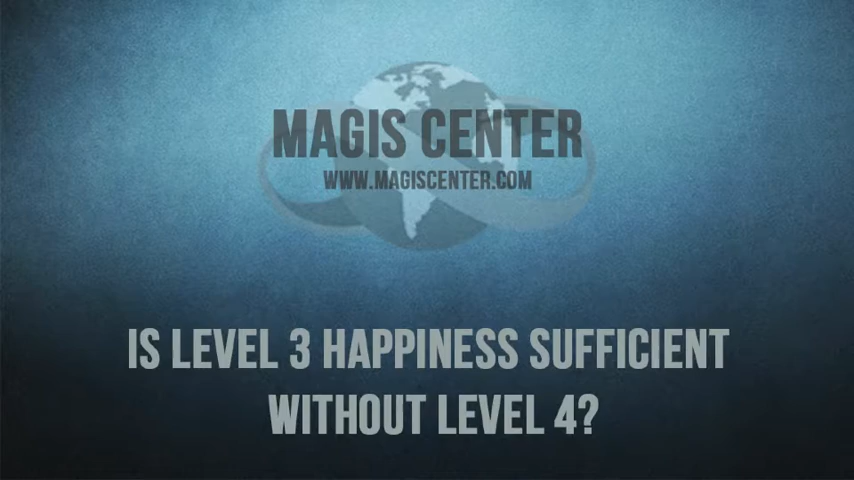 MAGIS CENTER
WWW.MAGISCENTER.COM
IS LEVEL 3 HAPPINESS SUFFICIENT
WITHOUT LEVEL 4?